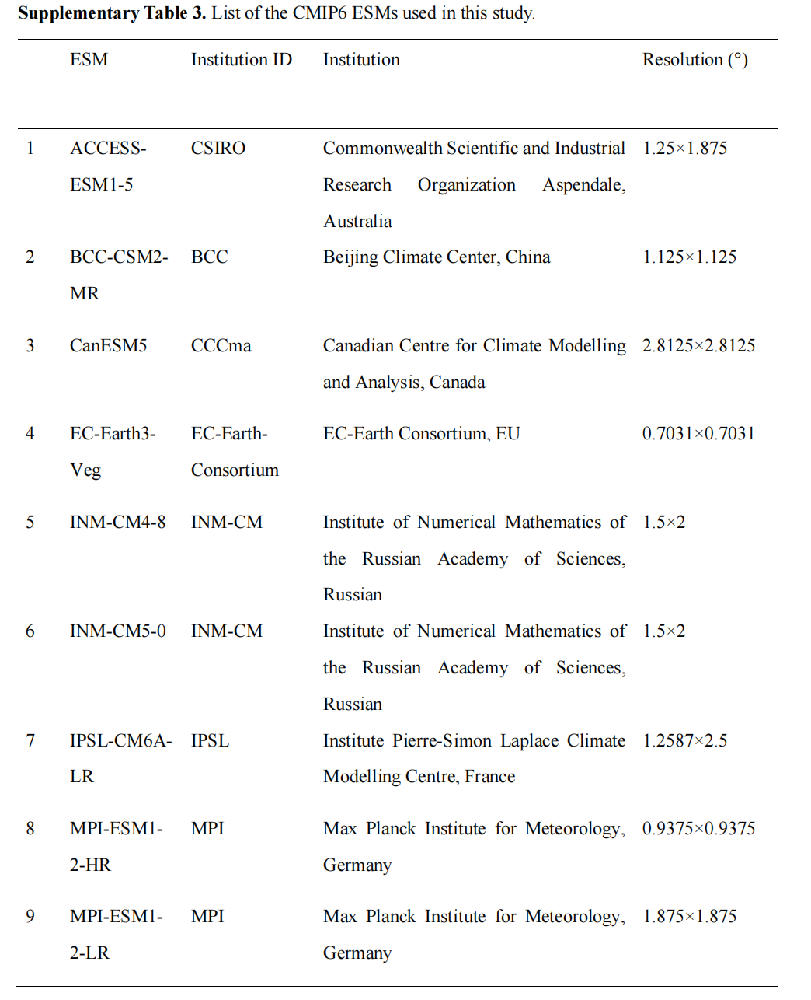 Supplementary Table 3. List of the CMIP6 ESMs used in this study.
ESM Institution ID Institution Resolution (°)
1 ACCESS- CSIRO Commonwealth Scientific and Industrial 1.25×1.875
ESM1-5 Research Organization Aspendale,
Australia
2 BCC-CSM2- BCC Beijing Climate Center, China 1.125×1.125
MR
3 CanESM5 CCCma Canadian Centre for Climate Modelling 2.8125×2.8125
and Analysis, Canada
4 EC-Earth3- EC-Earth- EC-Earth Consortium, EU 0.7031×0.7031
Veg Consortium
5 INM-CM4-8 INM-CM Institute of Numerical Mathematics of 1.5×2
the Russian Academy of Sciences,
Russian
6 INM-CM5-0 INM-CM Institute of Numerical Mathematics of 1.5×2
the Russian Academy of Sciences,
Russian
7 IPSL-CM6A- IPSL Institute Pierre-Simon Laplace Climate 1.2587×2.5
LR Modelling Centre, France
8 MPI-ESM1- MPI Max Planck Institute for Meteorology, 0.9375×0.9375
2-HR Germany
9 MPI-ESM1- MPI Max Planck Institute for Meteorology, 1.875×1.875
2-LR Germany